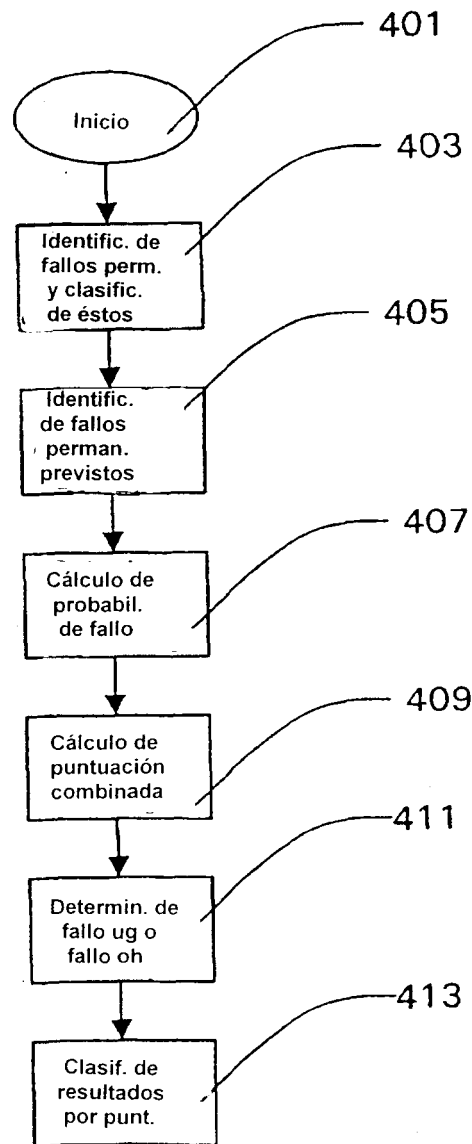 401
Inicio
403
Identific. de
fallos perm.
y clasific.
de éstos
405
Identific.
de fallos
perman.
previstos
407
Cálculo de
probabil.
de fallo
409
Cálculo de
puntuación
combinada
411
Determin. de
fallo ug o
fallo oh
413
Clasif. de
resultados
por punt.